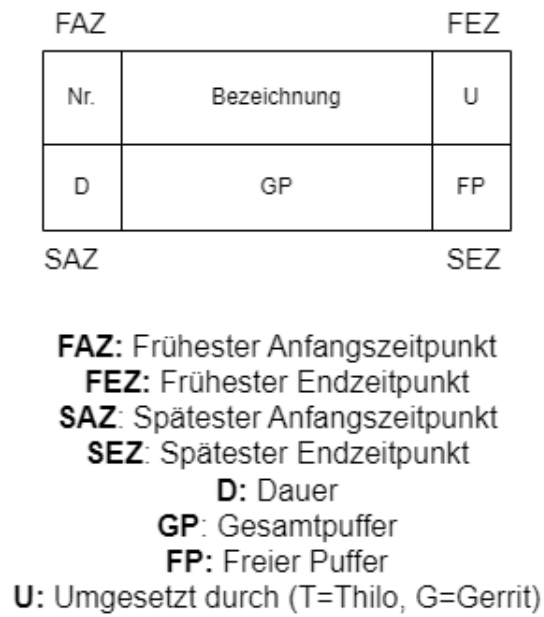 FAZ FEZ
Nr. Bezeichnung U
D GP FP
SAZ SEZ
FAZ: Frühester Anfangszeitpunkt
FEZ: Frühester Endzeitpunkt
SAZ: Spätester Anfangszeitpunkt
SEZ: Spätester Endzeitpunkt
D: Dauer
GP: Gesamtpuffer
FP: Freier Puffer
U: Umgesetzt durch (T=Thilo, G=Gerrit)